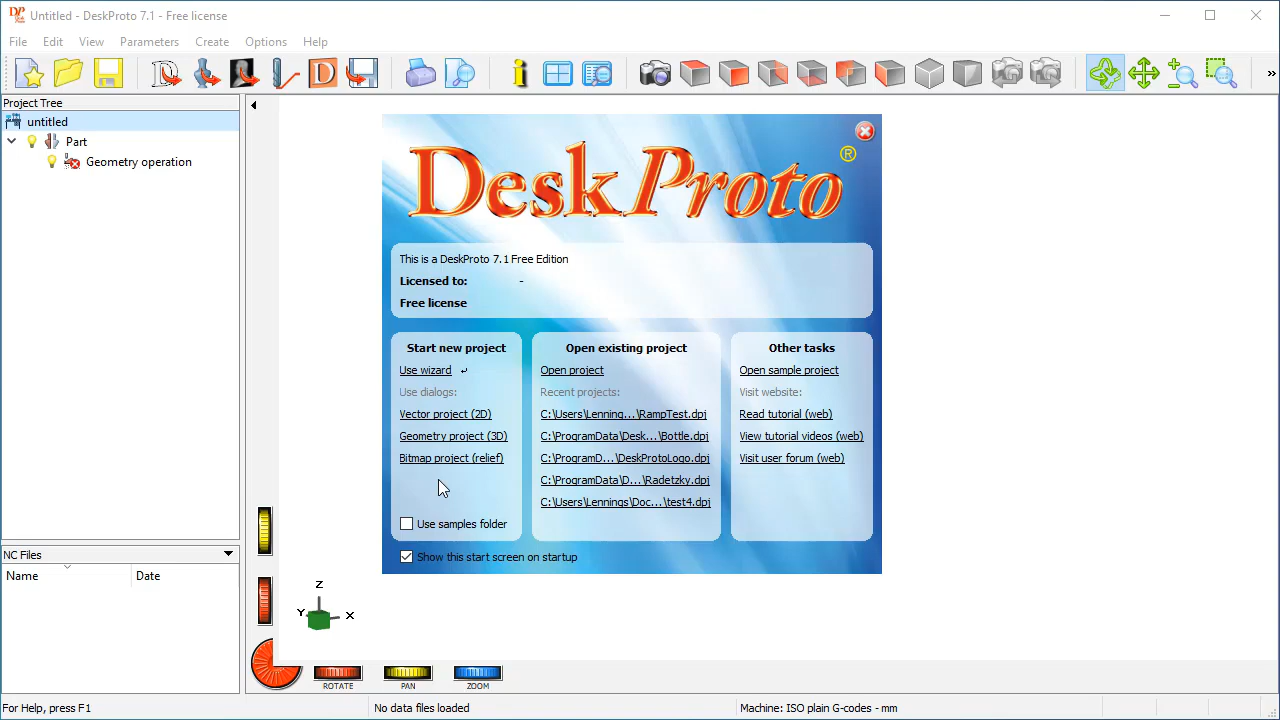 Untitled - DeskProto 7.1 - Free license
File Edit View Parameters Create Options Help
»
Project Tree
untitled
Part
Geometry operation
NC Files
Name Date
DeskProto®
This is a DeskProto 7.1 Free Edition
Licensed to: -
Free license
Start new project
Use wizard
Use dialogs:
Vector project (2D)
Geometry project (3D)
Bitmap project (relief)
Use samples folder
Open existing project
Open project
Recent projects:
C:\Users\Lenning...\RampTest.dpj
C:\ProgramData\Desk...\Bottle.dpj
C:\ProgramD...\DeskProtoLogo.dpj
C:\ProgramData\D...\Radetzky.dpj
C:\Users\Lennings\Doc...\test4.dpj
Other tasks
Open sample project
Visit website:
Read tutorial (web)
View tutorial videos (web)
Visit user forum (web)
Show this start screen on startup
Z
Y X
ROTATE PAN ZOOM
For Help, press F1 No data files loaded Machine: ISO plain G-codes - mm